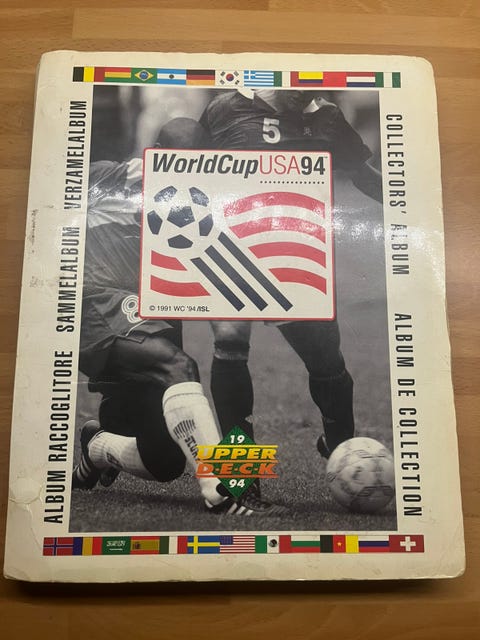 WorldCupUSA94
© 1991 WC '94/ISL
5
8
ALBUM RACCOGLITORE SAMMELALBUM VERZAMELALBUM
COLLECTORS' ALBUM ALBUM DE COLLECTION
19
UPPER
DECK
94